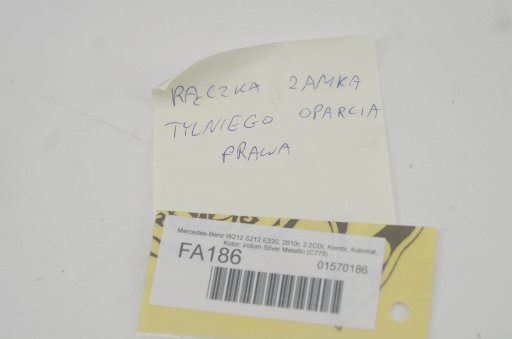 RĄCZKA ZAMKA
TYLNIEGO OPARCIA
PRAWA
Mercedes-Benz W212 S212 E220, 2010r, 2.2CDI, Kombi, Automat,
Kolor: Iridum Silver Metallic (C775)
FA186
01570186